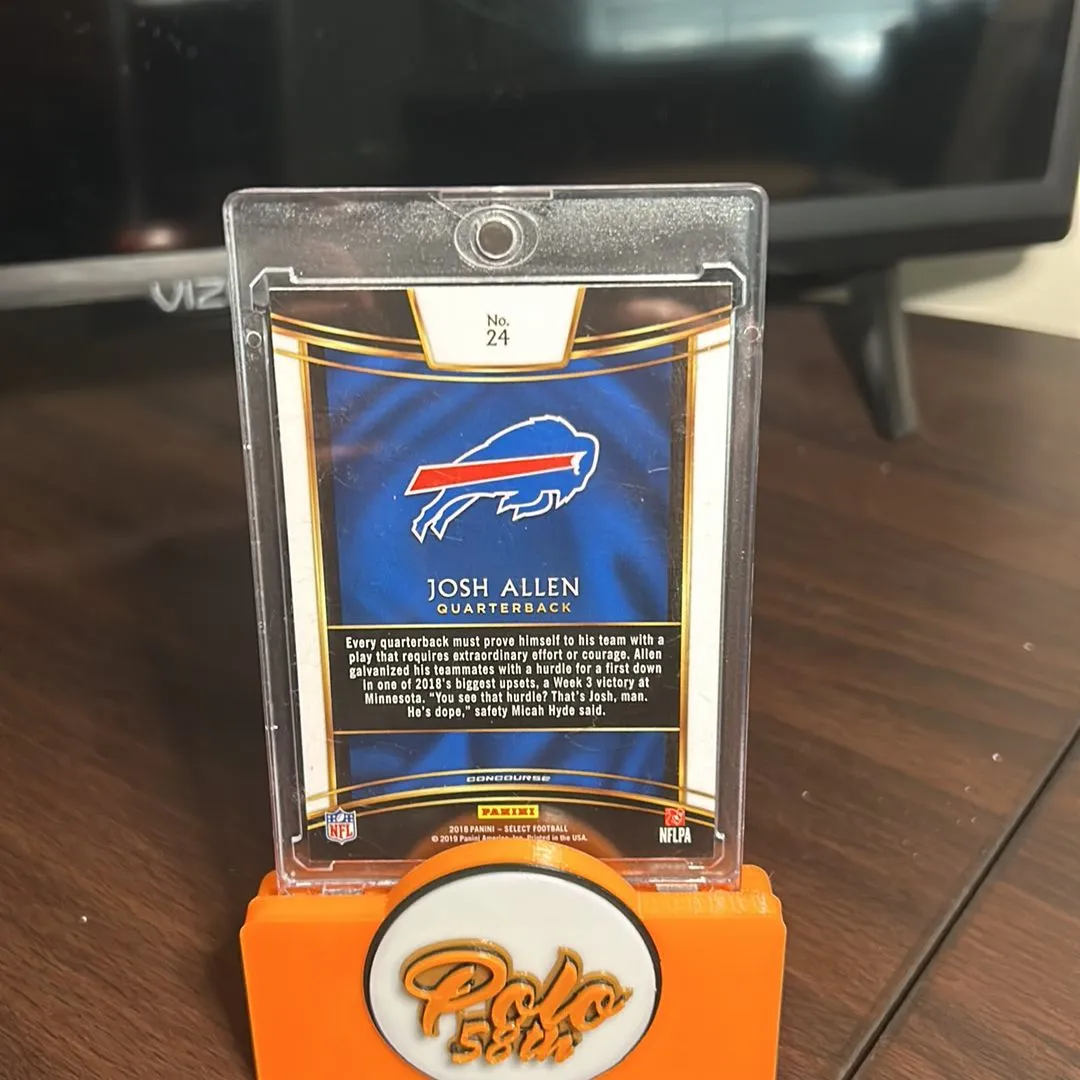 VIZ
No.
24
JOSH ALLEN
QUARTERBACK
Every quarterback must prove himself to his team with a
play that requires extraordinary effort or courage. Allen
galvanized his teammates with a hurdle for a first down
in one of 2018's biggest upsets, a Week 3 victory at
Minnesota. "You see that hurdle? That's Josh, man.
He's dope," safety Micah Hyde said.
CONCOURSE
PANINI
NFL
2018 PANINI – SELECT FOOTBALL
© 2019 Panini America, Inc. Printed in the USA.
NFLPA
Polo
58th